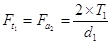 F_{t_1} = F_{a_2} = \frac{2 \times T_1}{d_1}